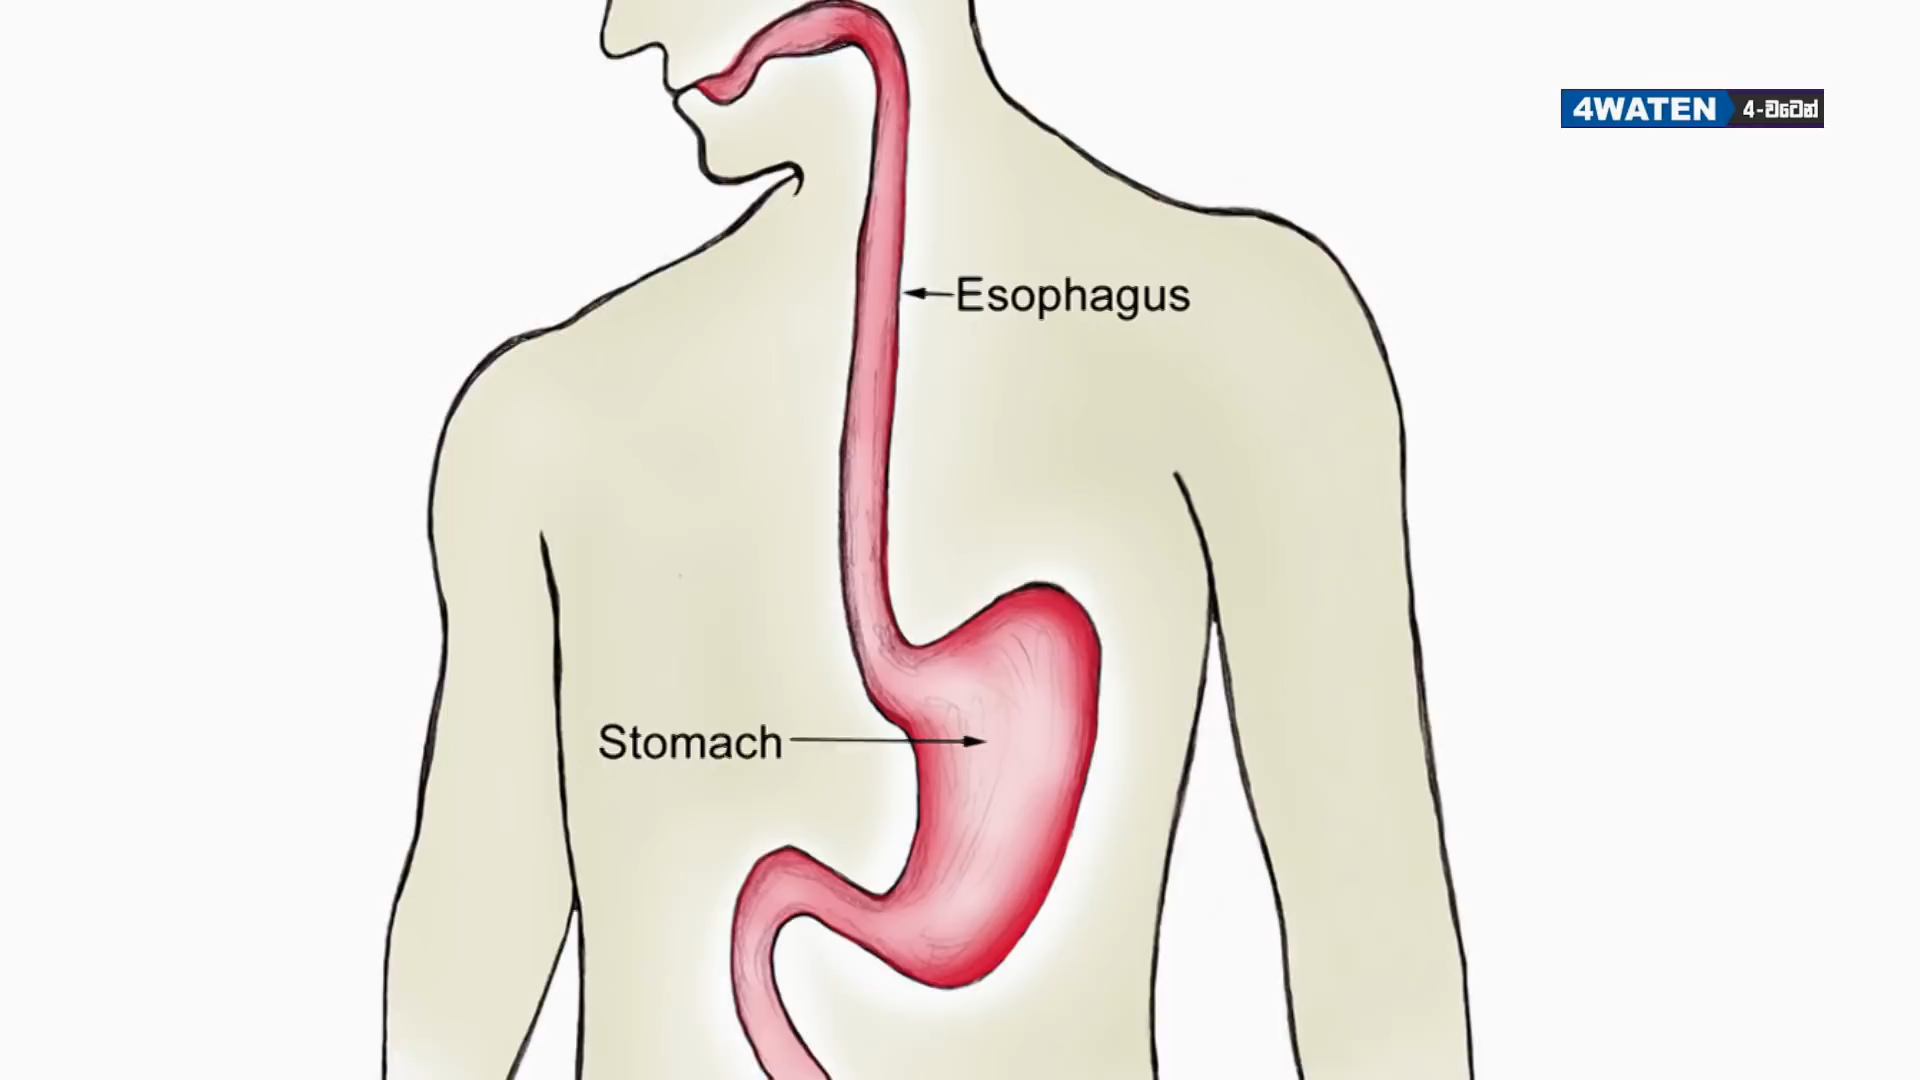 4WATEN 4-වටෙන්
Esophagus
Stomach